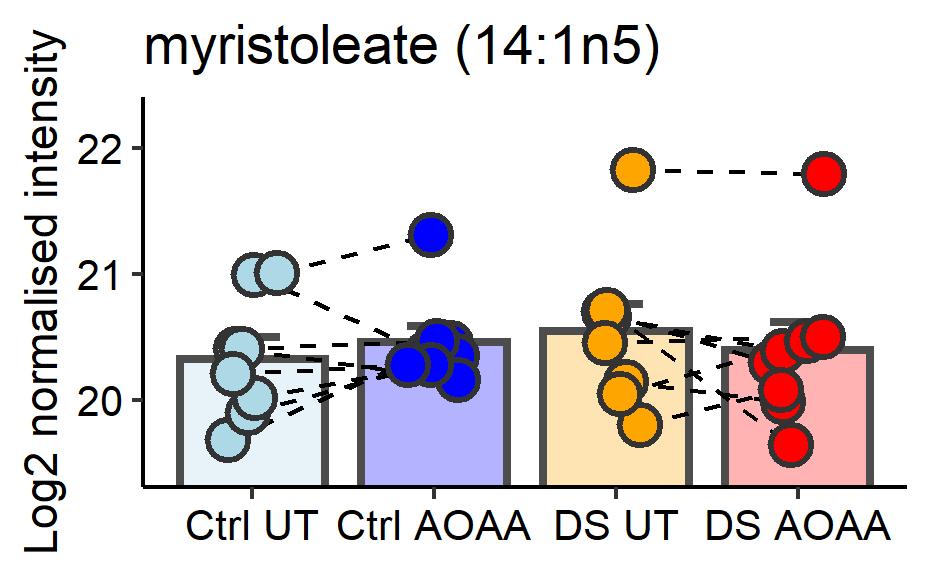 myristoleate (14:1n5)
Log2 normalised intensity
22
21
20
Ctrl UT Ctrl AOAA DS UT DS AOAA